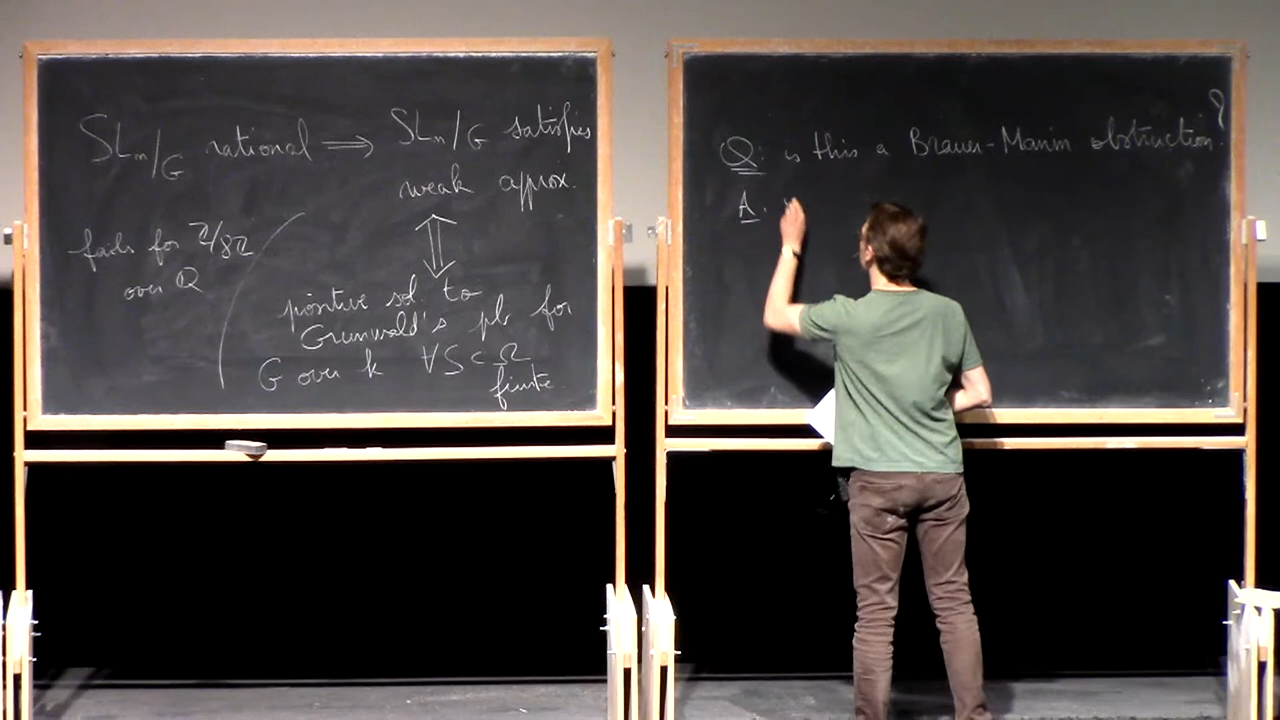 SLn/G rational ⟹ SLn/G satisfies
weak approx.
⇕
fails for Z/8Z
over Q
positive sol. to
Grunwald's pb for
G over k ∀S ⊂ Ω
finite.
Q: is this a Brauer-Manin obstruction?
A.